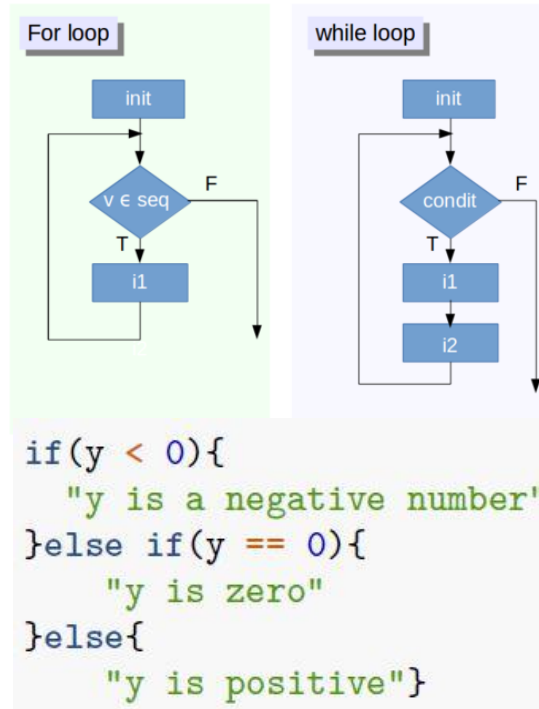 For loop
init
v ϵ seq
F
T
i1
while loop
init
condit
F
T
i1
i2
if(y < 0){
"y is a negative number"
}else if(y == 0){
"y is zero"
}else{
"y is positive"}